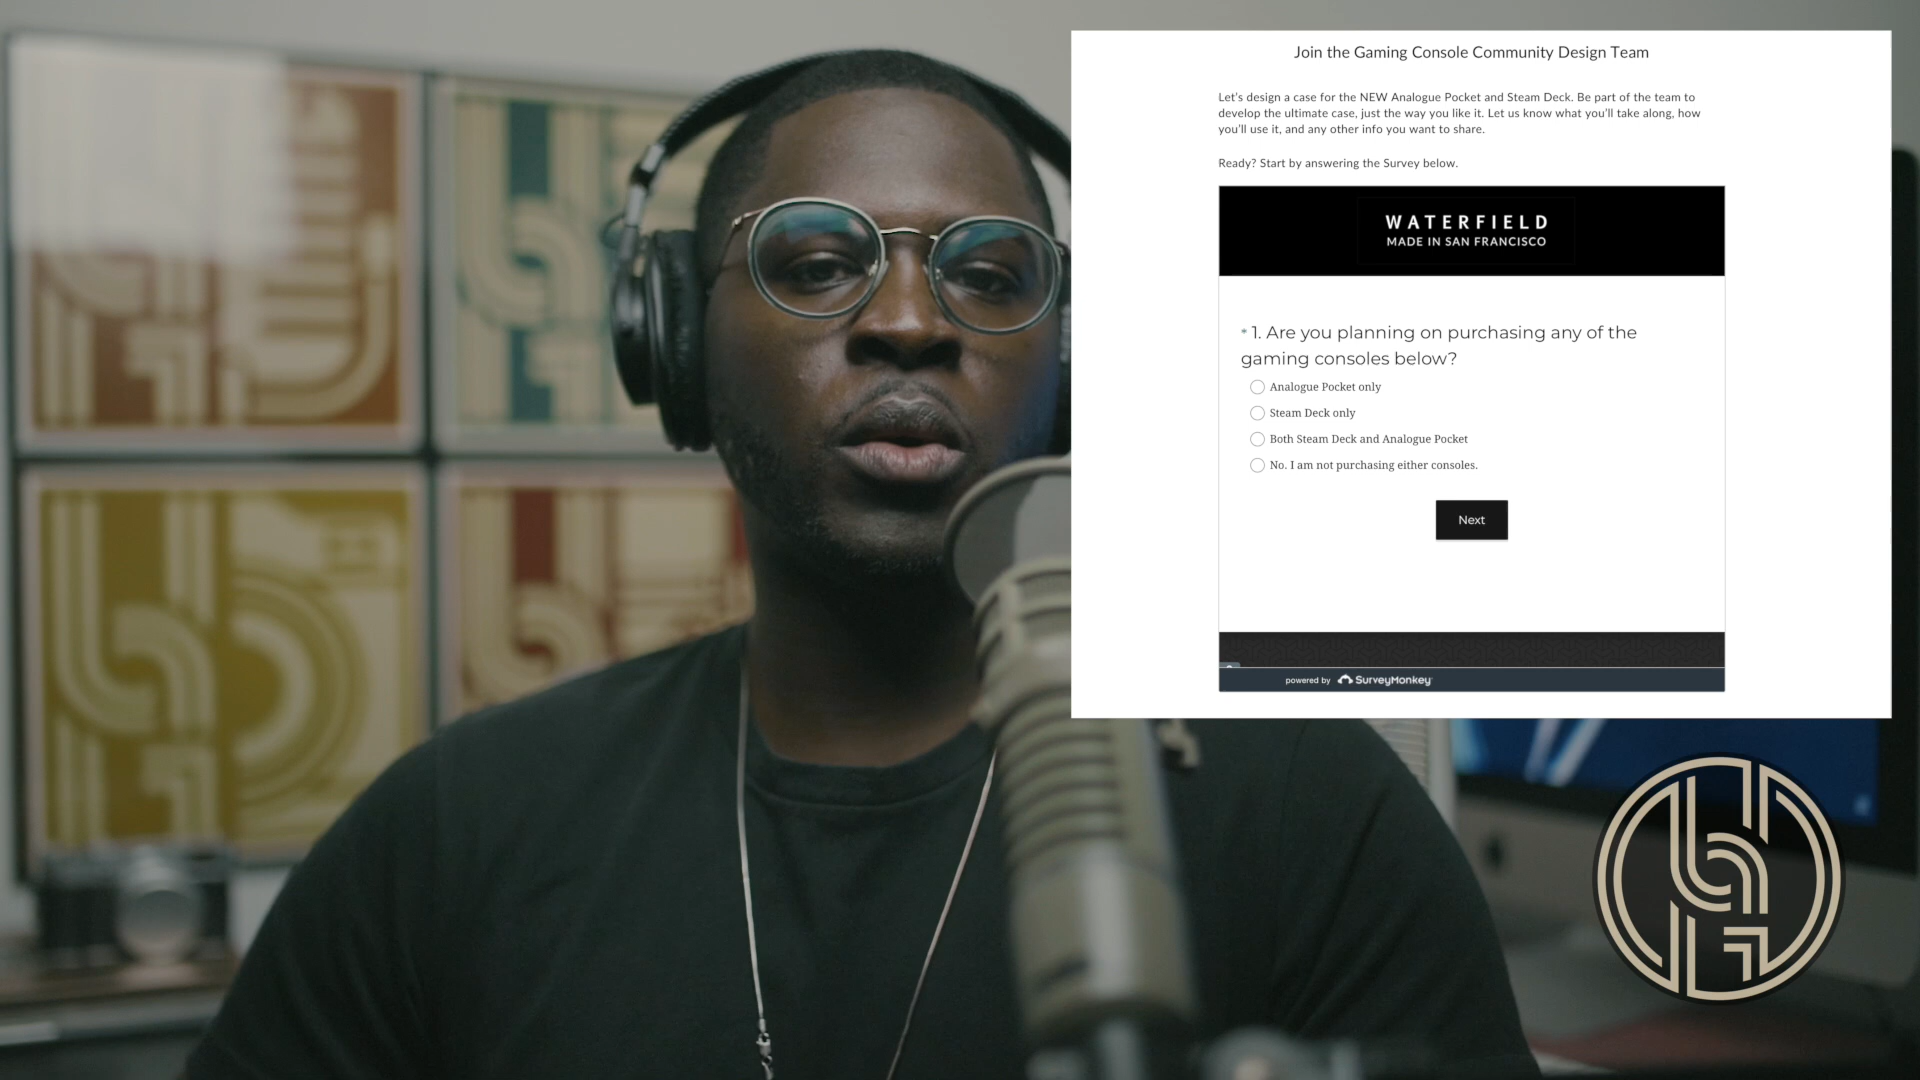 Join the Gaming Console Community Design Team
Let's design a case for the NEW Analogue Pocket and Steam Deck. Be part of the team to
develop the ultimate case, just the way you like it. Let us know what you'll take along, how
you'll use it, and any other info you want to share.
Ready? Start by answering the Survey below.
WATERFIELD
MADE IN SAN FRANCISCO
* 1. Are you planning on purchasing any of the
gaming consoles below?
Analogue Pocket only
Steam Deck only
Both Steam Deck and Analogue Pocket
No. I am not purchasing either consoles.
Next
powered by SurveyMonkey